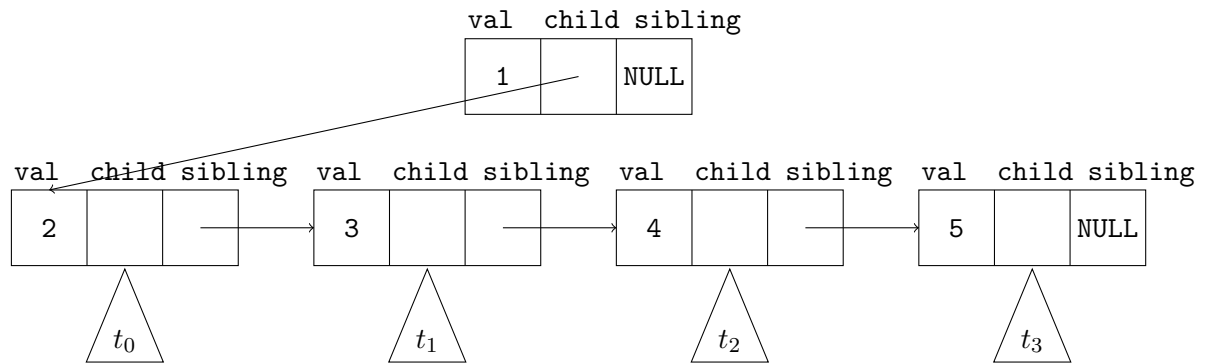 val child sibling
1 NULL
val child sibling val child sibling val child sibling val child sibling
2 3 4 5 NULL
t₀ t₁ t₂ t₃